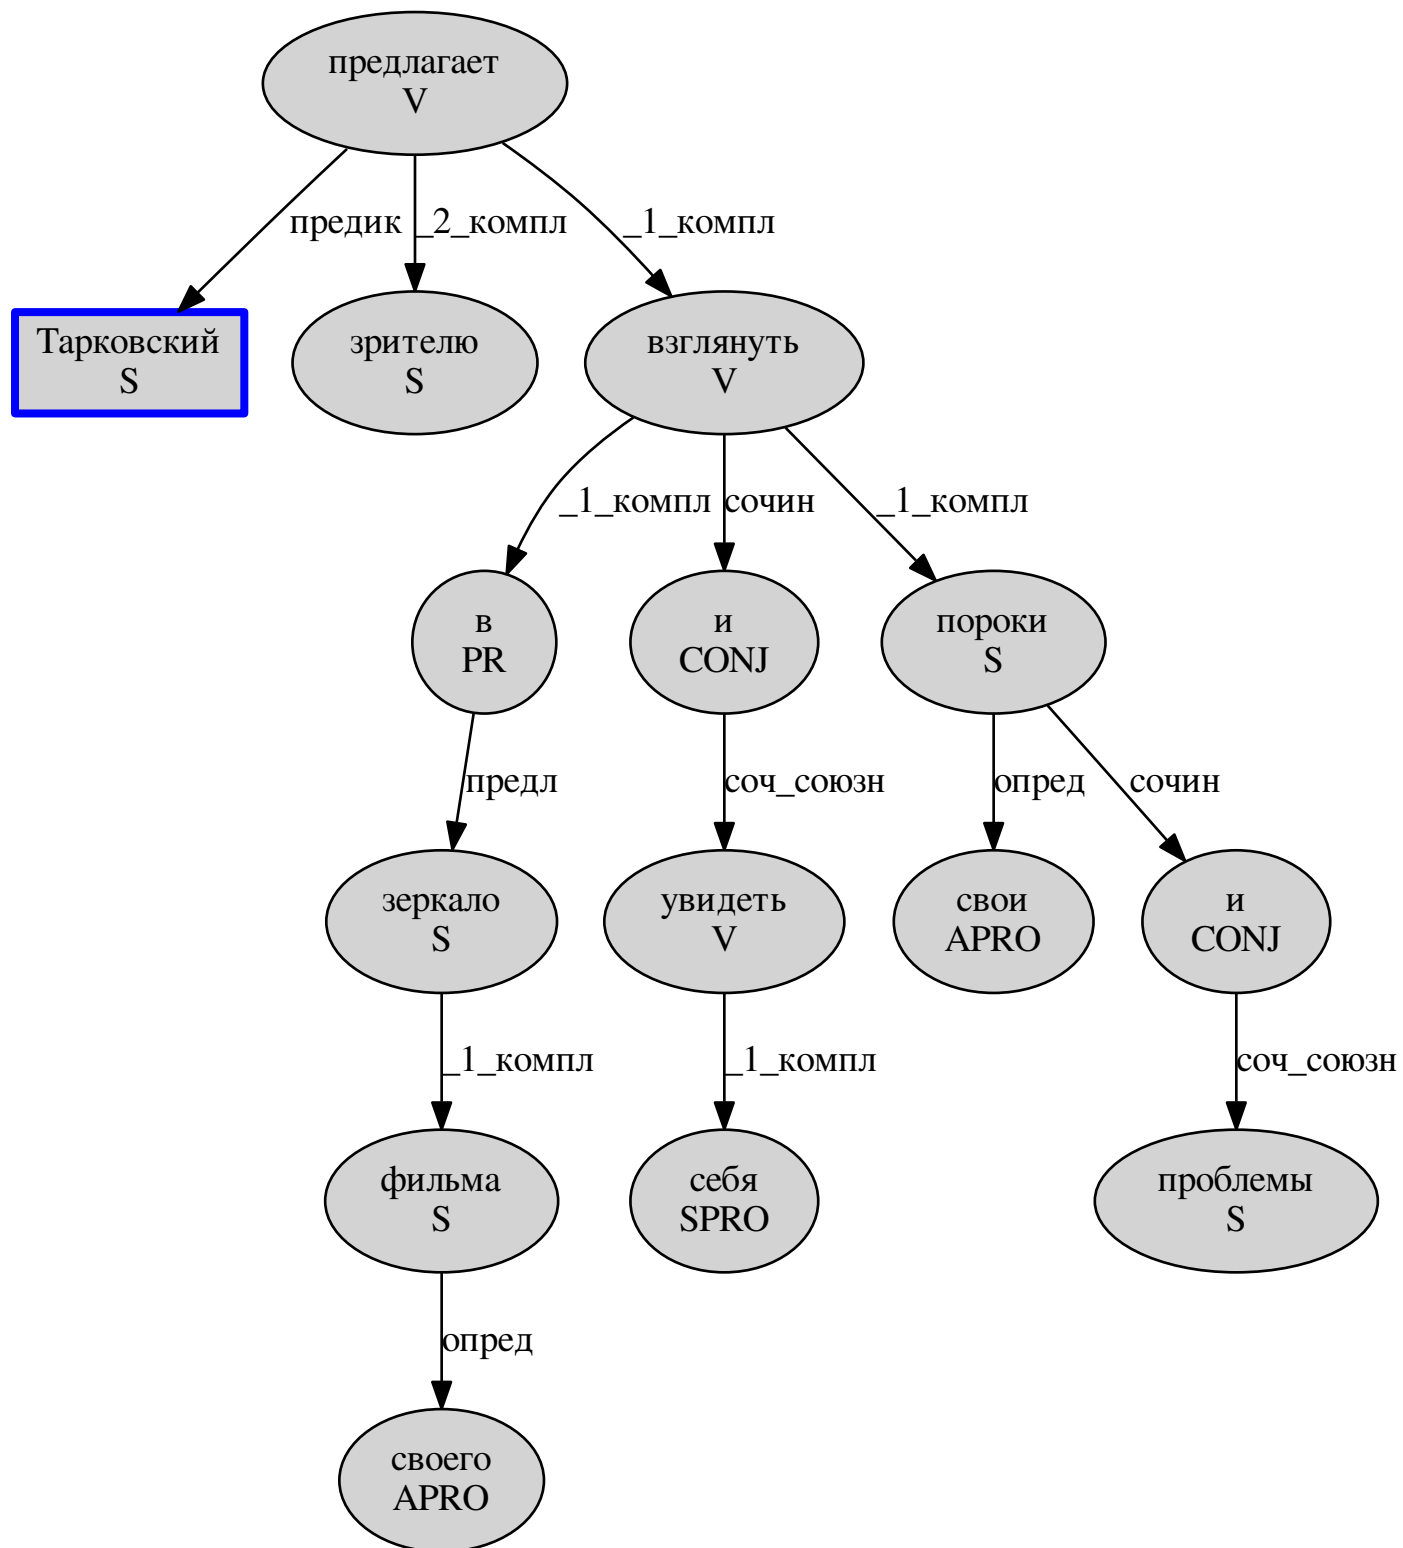 предлагает
V
предик
_2_компл
_1_компл
Тарковский
S
зрителю
S
взглянуть
V
_1_компл
сочин
_1_компл
в
PR
и
CONJ
пороки
S
предл
соч_союзн
опред
сочин
зеркало
S
увидеть
V
свои
APRO
и
CONJ
_1_компл
_1_компл
соч_союзн
фильма
S
себя
SPRO
проблемы
S
опред
своего
APRO